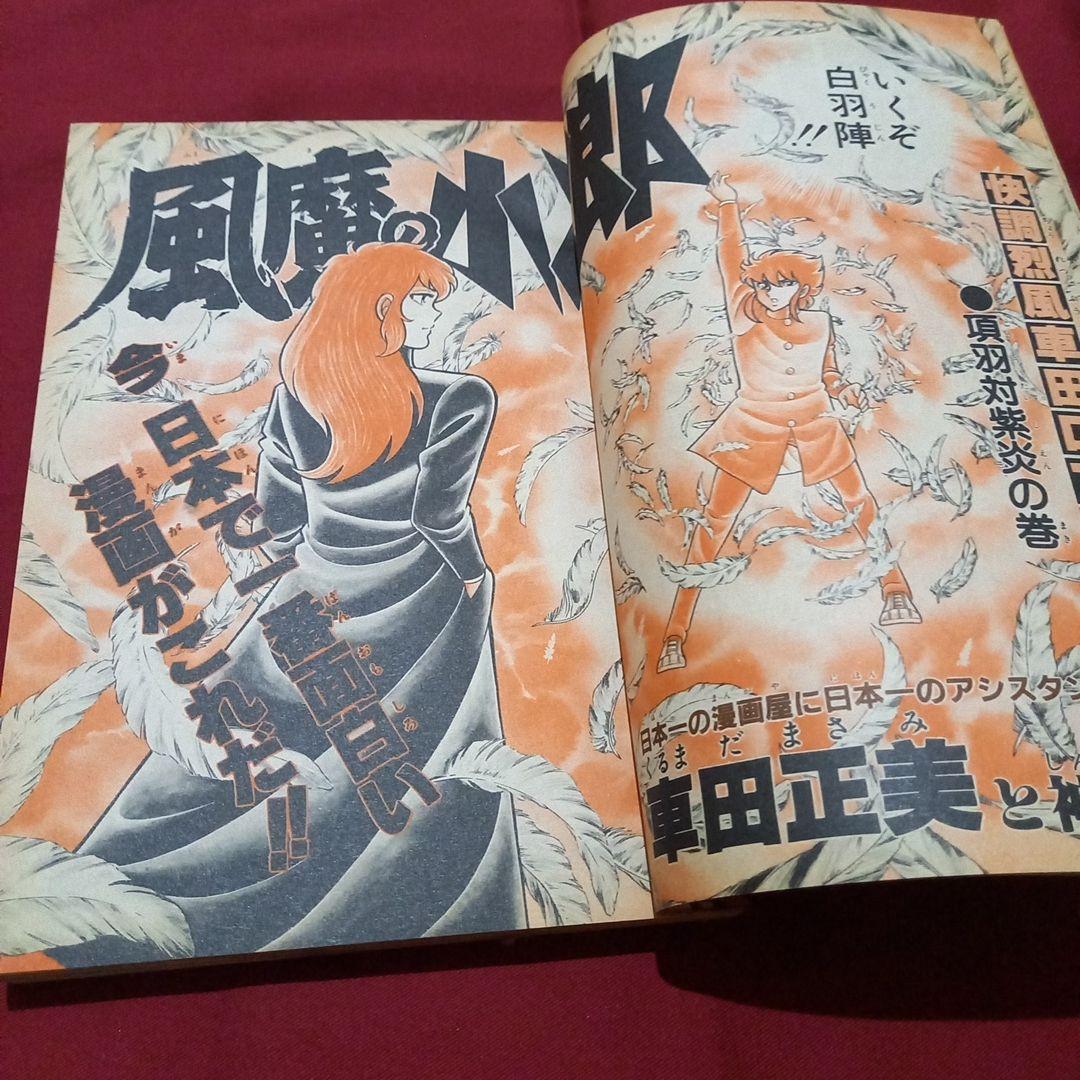 風魔の小郎
今
日本で一番面白い
漫画がこれだ!!
いくぞ
白羽陣!!
快調烈風車田
●項羽対紫炎の巻
日本一の漫画屋に日本一のアシスタン
車田正美と神